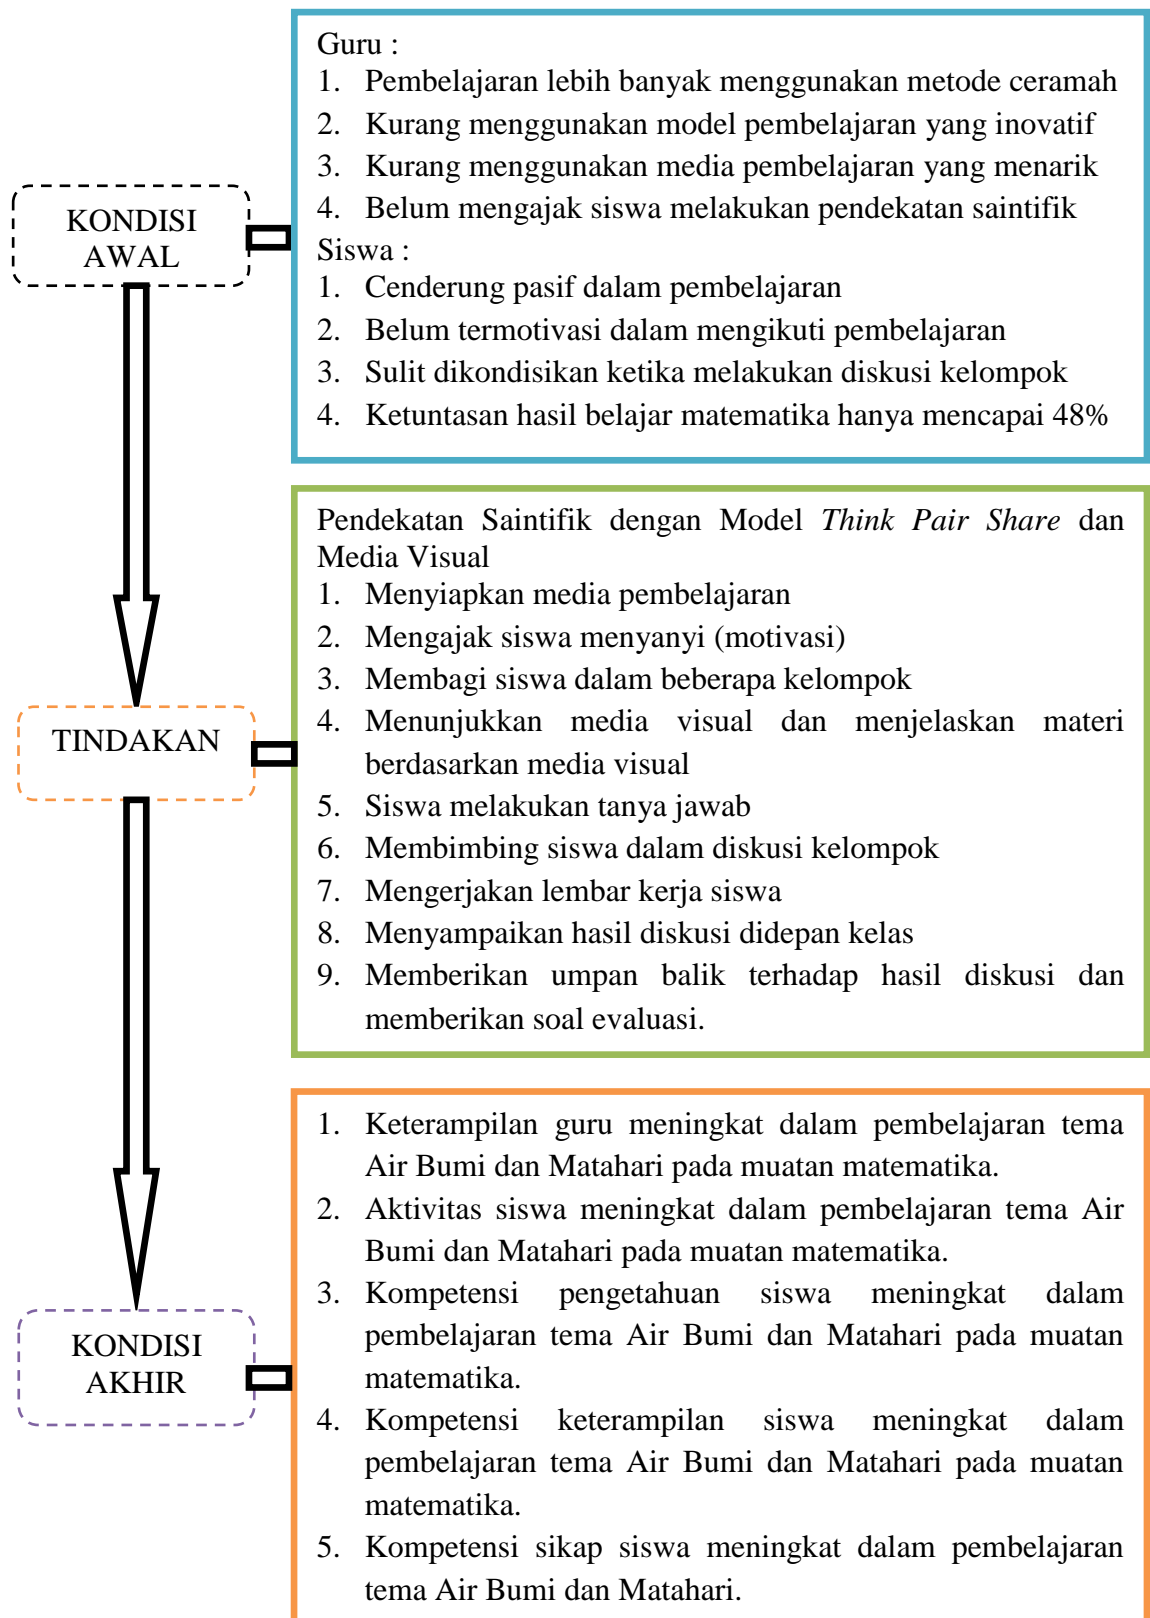 KONDISI
AWAL
Guru :
1. Pembelajaran lebih banyak menggunakan metode ceramah
2. Kurang menggunakan model pembelajaran yang inovatif
3. Kurang menggunakan media pembelajaran yang menarik
4. Belum mengajak siswa melakukan pendekatan saintifik
Siswa :
1. Cenderung pasif dalam pembelajaran
2. Belum termotivasi dalam mengikuti pembelajaran
3. Sulit dikondisikan ketika melakukan diskusi kelompok
4. Ketuntasan hasil belajar matematika hanya mencapai 48%
TINDAKAN
Pendekatan Saintifik dengan Model Think Pair Share dan
Media Visual
1. Menyiapkan media pembelajaran
2. Mengajak siswa menyanyi (motivasi)
3. Membagi siswa dalam beberapa kelompok
4. Menunjukkan media visual dan menjelaskan materi
berdasarkan media visual
5. Siswa melakukan tanya jawab
6. Membimbing siswa dalam diskusi kelompok
7. Mengerjakan lembar kerja siswa
8. Menyampaikan hasil diskusi didepan kelas
9. Memberikan umpan balik terhadap hasil diskusi dan
memberikan soal evaluasi.
KONDISI
AKHIR
1. Keterampilan guru meningkat dalam pembelajaran tema
Air Bumi dan Matahari pada muatan matematika.
2. Aktivitas siswa meningkat dalam pembelajaran tema Air
Bumi dan Matahari pada muatan matematika.
3. Kompetensi pengetahuan siswa meningkat dalam
pembelajaran tema Air Bumi dan Matahari pada muatan
matematika.
4. Kompetensi keterampilan siswa meningkat dalam
pembelajaran tema Air Bumi dan Matahari pada muatan
matematika.
5. Kompetensi sikap siswa meningkat dalam pembelajaran
tema Air Bumi dan Matahari.